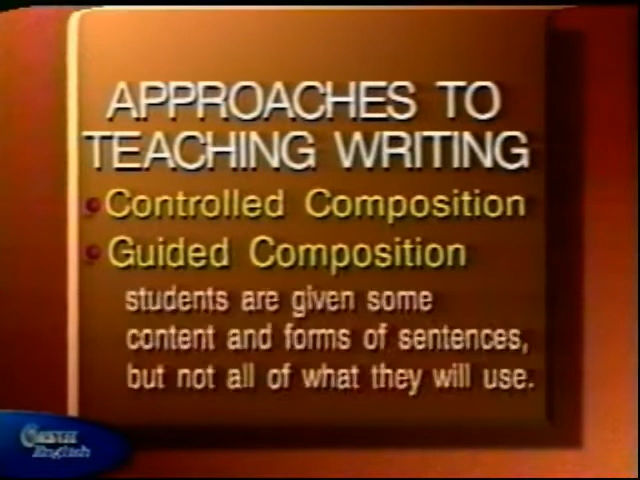 APPROACHES TO
TEACHING WRITING
Controlled Composition
Guided Composition
students are given some
content and forms of sentences,
but not all of what they will use.
English